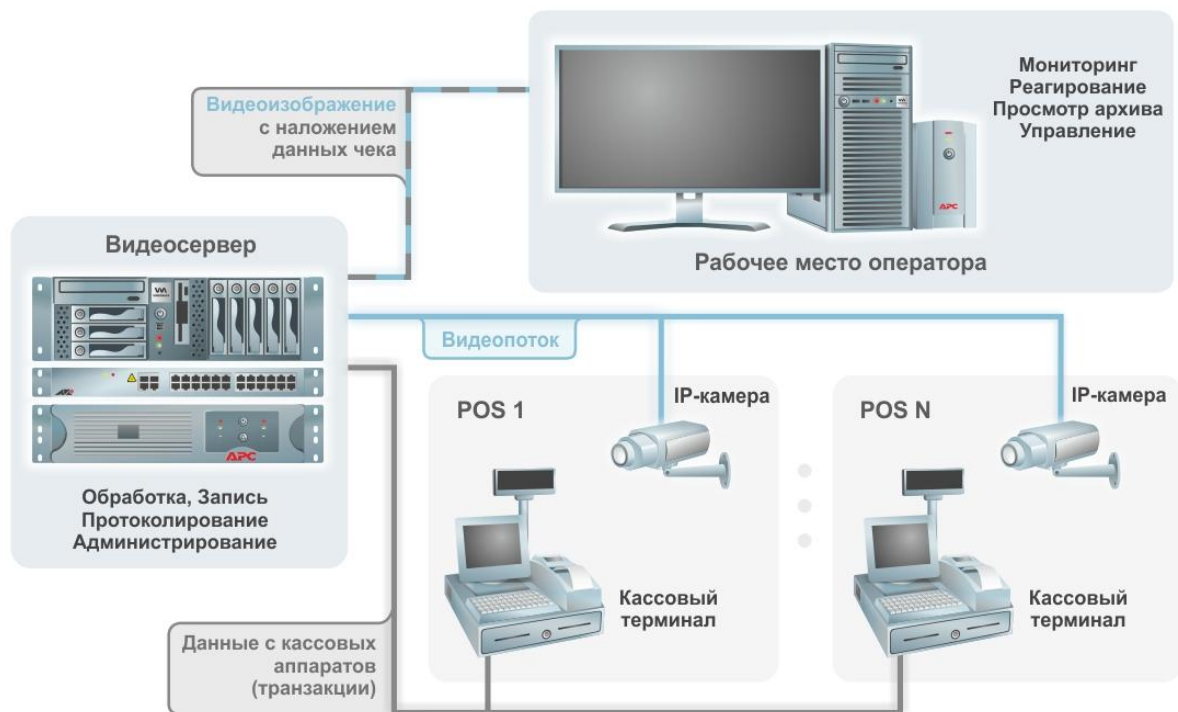 Мониторинг
Реагирование
Просмотр архива
Управление
APC
Рабочее место оператора
Видеоизображение
с наложением
данных чека
Видеосервер
APC
Обработка, Запись
Протоколирование
Администрирование
Видеопоток
POS 1
IP-камера
Кассовый
терминал
POS N
IP-камера
Кассовый
терминал
Данные с кассовых
аппаратов
(транзакции)